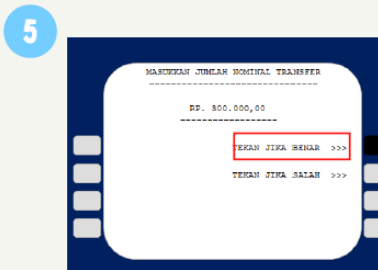 5
MASUKKAN JUMLAH NOMINAL TRANSFER
-------------------------------
RP. 300.000,00
------------------
TEKAN JIKA BENAR >>>
TEKAN JIKA SALAH >>>